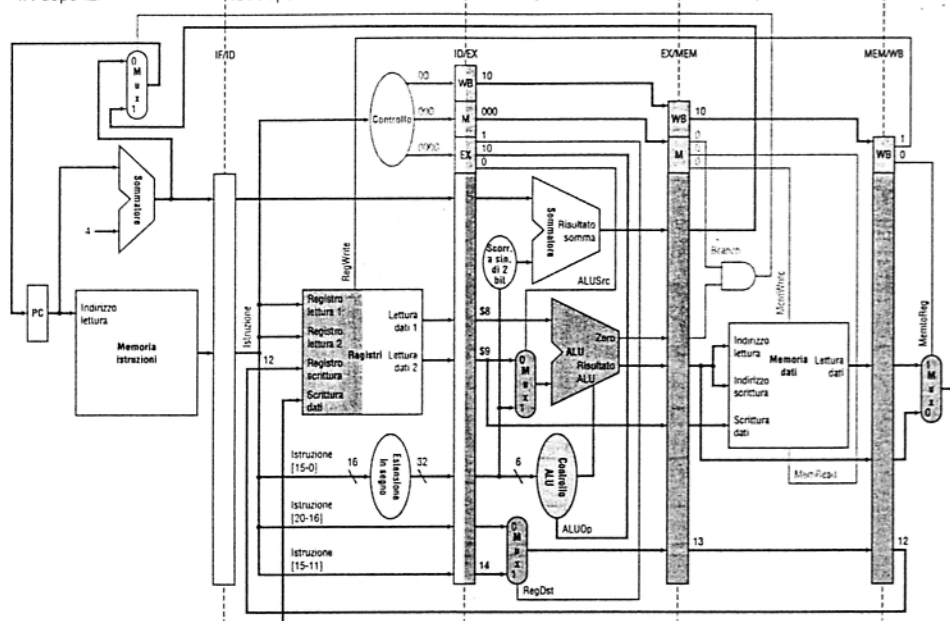 IF/ID
ID/EX
EX/MEM
MEM/WB
0
M
u
x
1
Controllo
00
000
0000
WB
10
M
000
EX
1
10
0
WB
10
M
0
0
0
WB
1
0
Sommatore
4
Sommatore
Risultato
somma
Scorr.
a sin.
di 2
bit
RegWrite
ALUSrc
Branch
MemWrite
MemtoReg
PC
Indirizzo
lettura
Memoria
istruzioni
Istruzione
12
Registro
lettura 1
Registro
lettura 2
Registro
scrittura
Scrittura
dati
Registri
Lettura
dati 1
Lettura
dati 2
$8
$9
0
M
u
x
1
ALU
Zero
Risultato
ALU
Indirizzo
lettura
Indirizzo
scrittura
Scrittura
dati
Memoria
dati
Lettura
dati
1
M
u
x
0
MemRead
Istruzione
[15-0]
16
Estensione
in segno
32
6
Controllo
ALU
ALUOp
Istruzione
[20-16]
Istruzione
[15-11]
14
0
M
u
x
1
RegDst
13
12